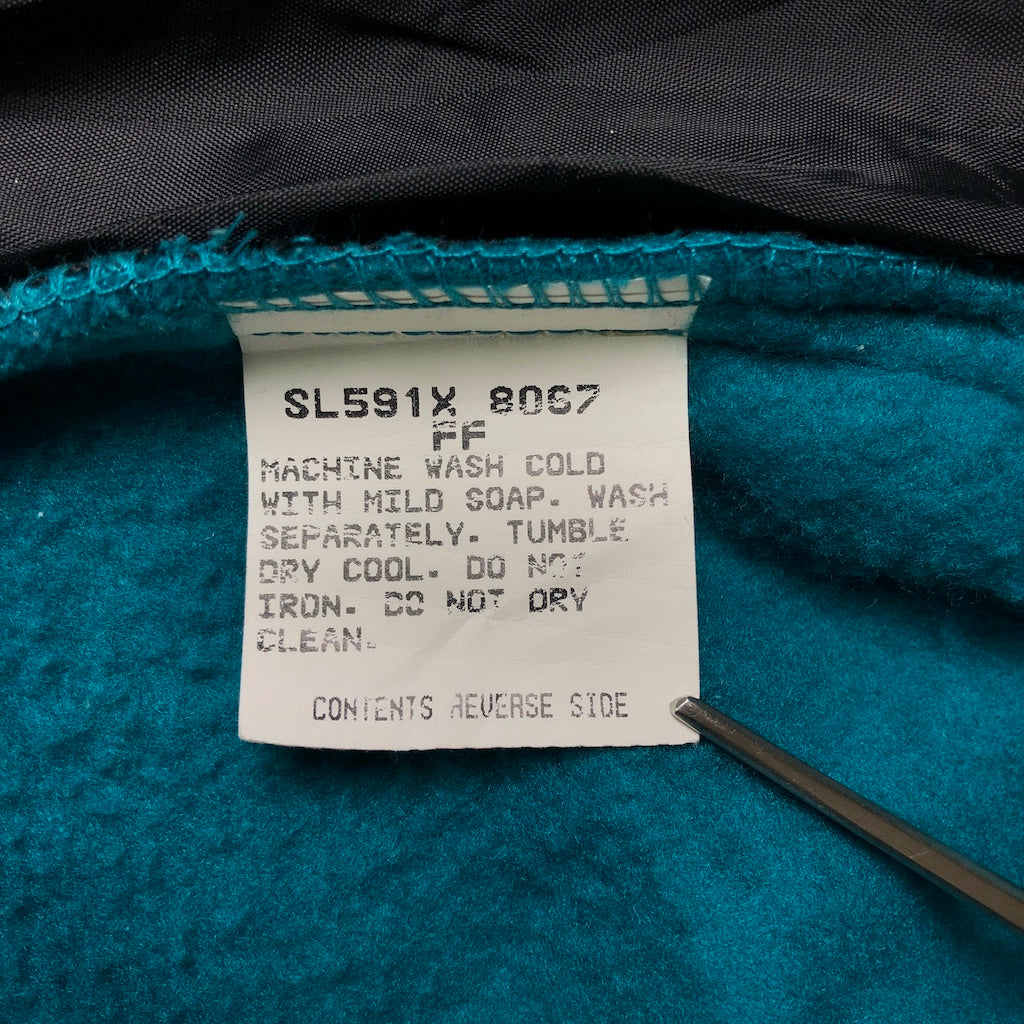 SL591X 8067
FF
MACHINE WASH COLD
WITH MILD SOAP. WASH
SEPARATELY. TUMBLE
DRY COOL. DO NOT
IRON. DO NOT DRY
CLEAN.
CONTENTS REVERSE SIDE